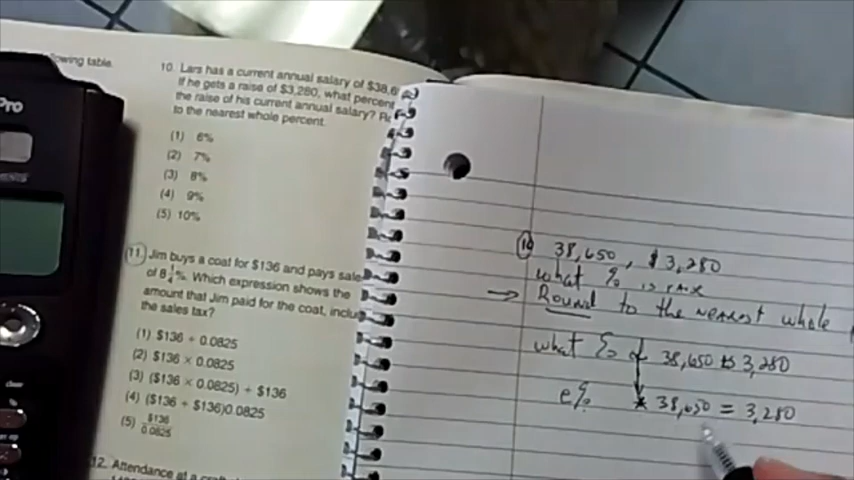 Pro
owing table.
10. Lars has a current annual salary of $38,6
If he gets a raise of $3,280, what percent
the raise of his current annual salary?
to the nearest whole percent.
(1) 6%
(2) 7%
(3) 8%
(4) 9%
(5) 10%
11. Jim buys a coat for $136 and pays sale
of 8 1/4%. Which expression shows the
amount that Jim paid for the coat, inclu
the sales tax?
(1) $136 + 0.0825
(2) $136 × 0.0825
(3) ($136 × 0.0825) + $136
(4) ($136 + $136)0.0825
(5) $136/0.0825
12. Attendance at a
10 38,650, $3,280
what % is
→ Round to the nearest whole
what % of 38,650 is 3,280
% * 38,650 = 3,280